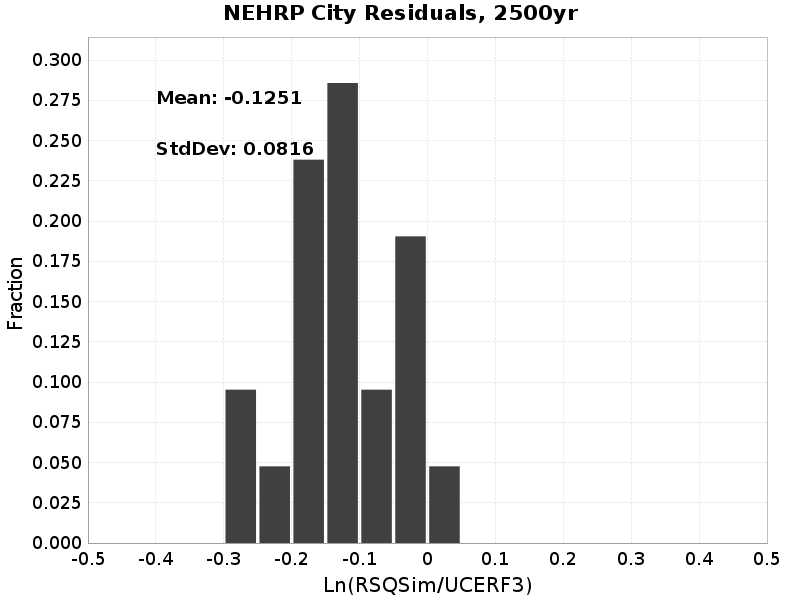 NEHRP City Residuals, 2500yr
0.300
Mean: -0.1251
0.275
0.250
StdDev: 0.0816
0.225
0.200
0.175
0.150
0.125
0.100
0.075
0.050
0.025
0.000
Fraction
-0.5 -0.4 -0.3 -0.2 -0.1 0 0.1 0.2 0.3 0.4 0.5
Ln(RSQSim/UCERF3)